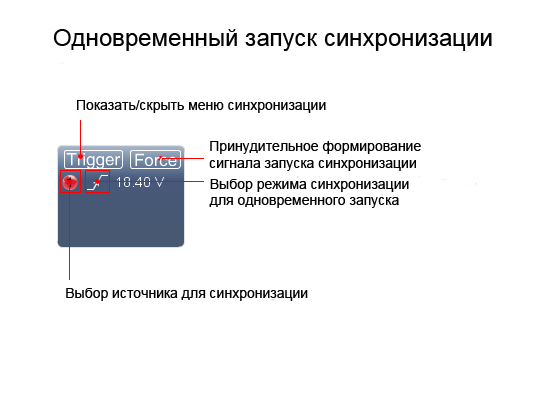 Одновременный запуск синхронизации
Показать/скрыть меню синхронизации
Trigger Force
Принудительное формирование
сигнала запуска синхронизации
16.40 V
Выбор режима синхронизации
для одновременного запуска
Выбор источника для синхронизации